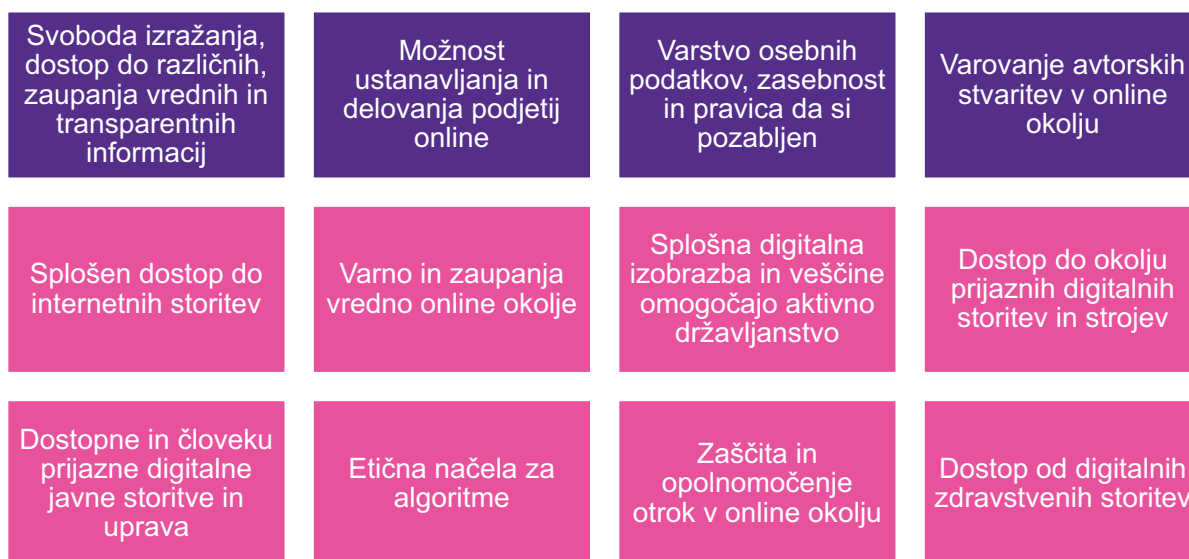 Svoboda izražanja,
dostop do različnih,
zaupanja vrednih in
transparentnih
informacij
Možnost
ustanavljanja in
delovanja podjetij
online
Varstvo osebnih
podatkov, zasebnost
in pravica da si
pozabljen
Varovanje avtorskih
stvaritev v online
okolju
Splošen dostop do
internetnih storitev
Varno in zaupanja
vredno online okolje
Splošna digitalna
izobrazba in veščine
omogočajo aktivno
državljanstvo
Dostop do okolju
prijaznih digitalnih
storitev in strojev
Dostopne in človeku
prijazne digitalne
javne storitve in
uprava
Etična načela za
algoritme
Zaščita in
opolnomočenje
otrok v online okolju
Dostop od digitalnih
zdravstvenih storitev